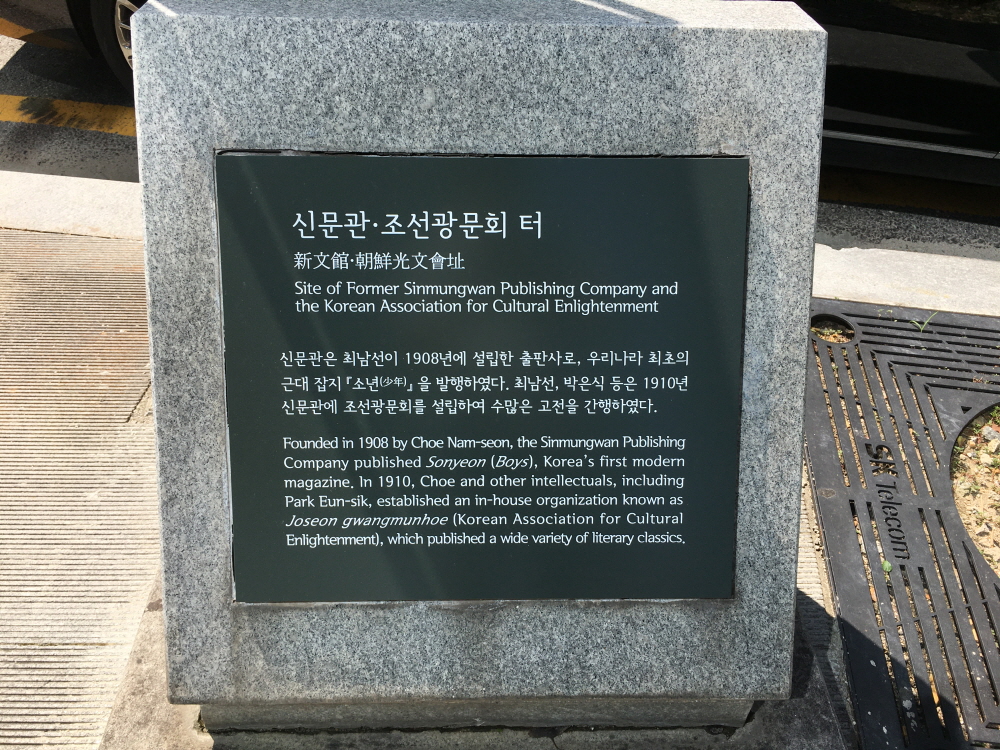 신문관·조선광문회 터
新文館·朝鮮光文會址
Site of Former Sinmungwan Publishing Company and
the Korean Association for Cultural Enlightenment
신문관은 최남선이 1908년에 설립한 출판사로, 우리나라 최초의
근대 잡지 『소년(少年)』을 발행하였다. 최남선, 박은식 등은 1910년
신문관에 조선광문회를 설립하여 수많은 고전을 간행하였다.
Founded in 1908 by Choe Nam-seon, the Sinmungwan Publishing
Company published Sonyeon (Boys), Korea's first modern
magazine. In 1910, Choe and other intellectuals, including
Park Eun-sik, established an in-house organization known as
Joseon gwangmunhoe (Korean Association for Cultural
Enlightenment), which published a wide variety of literary classics.
SK Telecom